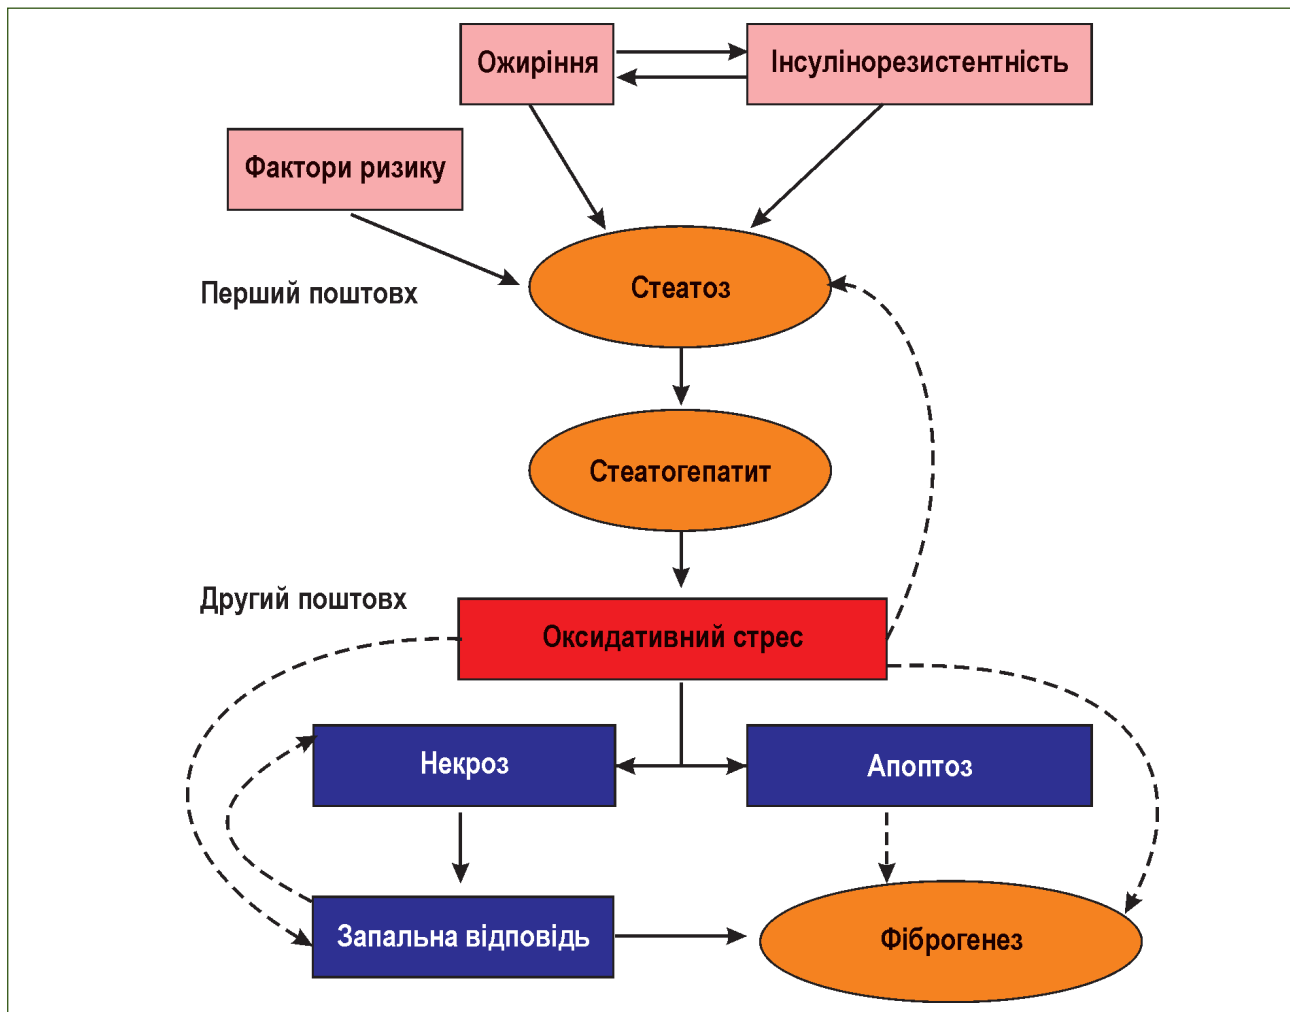 Ожиріння
Інсулінорезистентність
Фактори ризику
Стеатоз
Перший поштовх
Стеатогепатит
Другий поштовх
Оксидативний стрес
Некроз
Апоптоз
Запальна відповідь
Фіброгенез